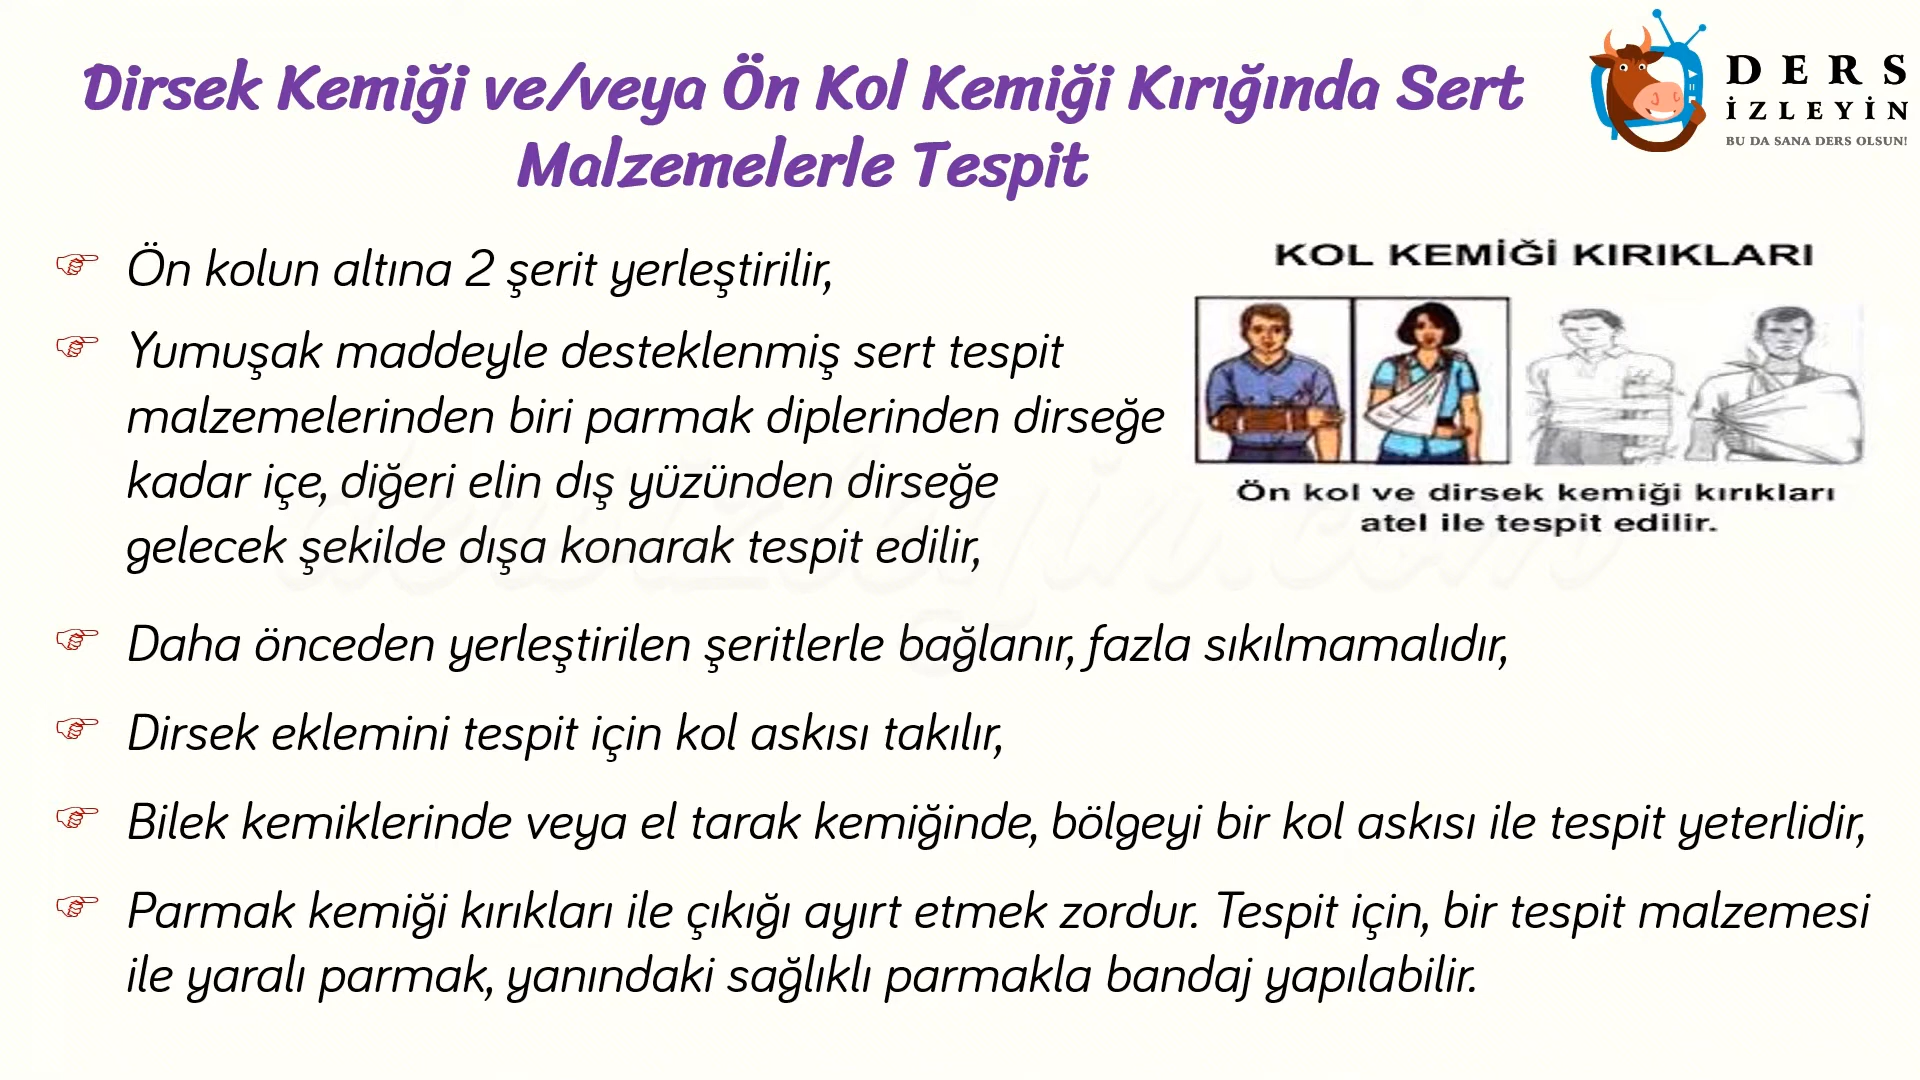 Dirsek Kemiği ve/veya Ön Kol Kemiği Kırığında Sert
Malzemelerle Tespit
DERS
İZLEYİN
BU DA SANA DERS OLSUN!
☞ Ön kolun altına 2 şerit yerleştirilir,
☞ Yumuşak maddeyle desteklenmiş sert tespit
malzemelerinden biri parmak diplerinden dirseğe
kadar içe, diğeri elin dış yüzünden dirseğe
gelecek şekilde dışa konarak tespit edilir,
KOL KEMİĞİ KIRIKLARI
Ön kol ve dirsek kemiği kırıkları
atel ile tespit edilir.
dersizleyin.com
☞ Daha önceden yerleştirilen şeritlerle bağlanır, fazla sıkılmamalıdır,
☞ Dirsek eklemini tespit için kol askısı takılır,
☞ Bilek kemiklerinde veya el tarak kemiğinde, bölgeyi bir kol askısı ile tespit yeterlidir,
☞ Parmak kemiği kırıkları ile çıkığı ayırt etmek zordur. Tespit için, bir tespit malzemesi
ile yaralı parmak, yanındaki sağlıklı parmakla bandaj yapılabilir.